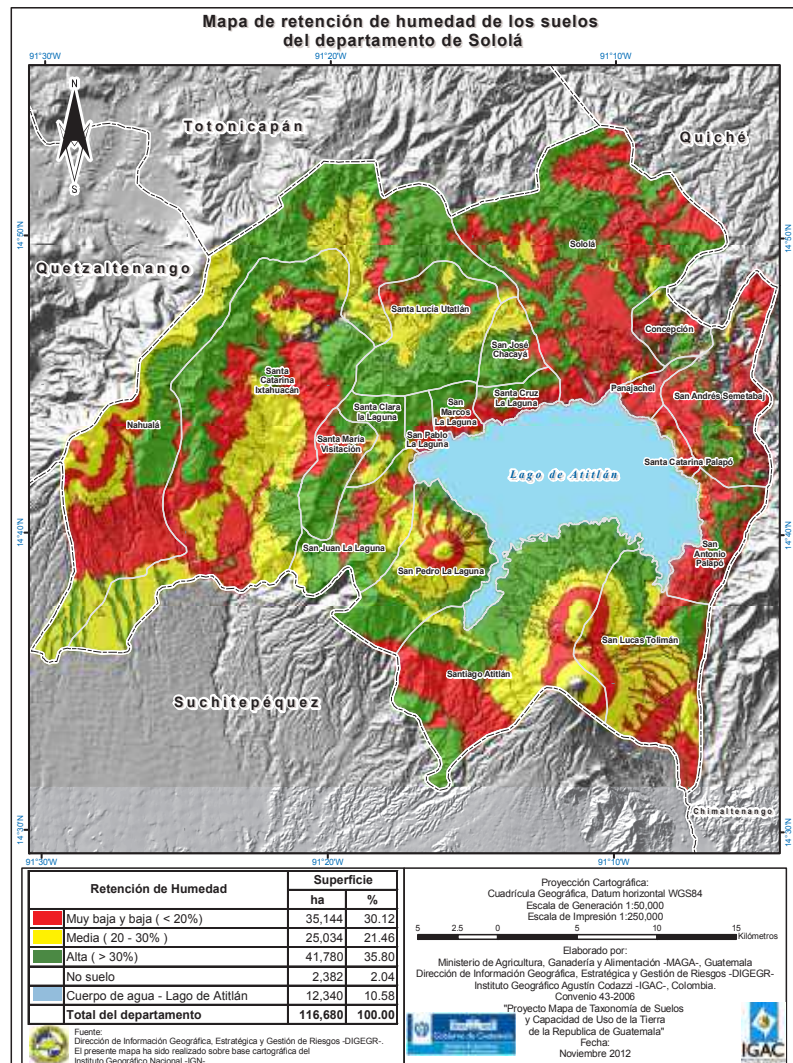 Mapa de retención de humedad de los suelos
del departamento de Sololá
91°30'W
91°20'W
91°10'W
N
S
Totonicapán
Quiché
14°50'N
14°50'N
Sololá
Quetzaltenango
Santa Lucía Utatlán
Concepción
San José
Chacayá
Santa
Catarina
Ixtahuacán
Panajachel
San Andrés Semetabaj
Nahualá
Santa Clara
la Laguna
San
Marcos
La Laguna
Santa Cruz
La Laguna
Santa María
Visitación
San Pablo
La Laguna
Santa Catarina Palapó
Lago de Atitlán
14°40'N
14°40'N
San Juan La Laguna
San
Antonio
Palapó
San Pedro La Laguna
San Lucas Tolimán
Santiago Atitlán
Suchitepéquez
Chimaltenango
14°30'N
14°30'N
91°30'W
91°20'W
91°10'W
Retención de Humedad
Superficie
ha %
Muy baja y baja ( < 20%) 35,144 30.12
Media ( 20 - 30% ) 25,034 21.46
Alta ( > 30%) 41,780 35.80
No suelo 2,382 2.04
Cuerpo de agua - Lago de Atitlán 12,340 10.58
Total del departamento 116,680 100.00
Fuente:
Dirección de Información Geográfica, Estratégica y Gestión de Riesgos -DIGEGR-.
El presente mapa ha sido realizado sobre base cartográfica del
Instituto Geográfico Nacional -IGN-
Proyección Cartográfica:
Cuadrícula Geográfica, Datum horizontal WGS84
Escala de Generación 1:50,000
Escala de Impresión 1:250,000
5 2.5 0 5 10 15
Kilómetros
Elaborado por:
Ministerio de Agricultura, Ganadería y Alimentación -MAGA-, Guatemala
Dirección de Información Geográfica, Estratégica y Gestión de Riesgos -DIGEGR-
Instituto Geográfico Agustín Codazzi -IGAC-, Colombia.
Convenio 43-2006
"Proyecto Mapa de Taxonomía de Suelos
y Capacidad de Uso de la Tierra
de la Republica de Guatemala"
Fecha:
Noviembre 2012
Gobierno de Guatemala
IGAC